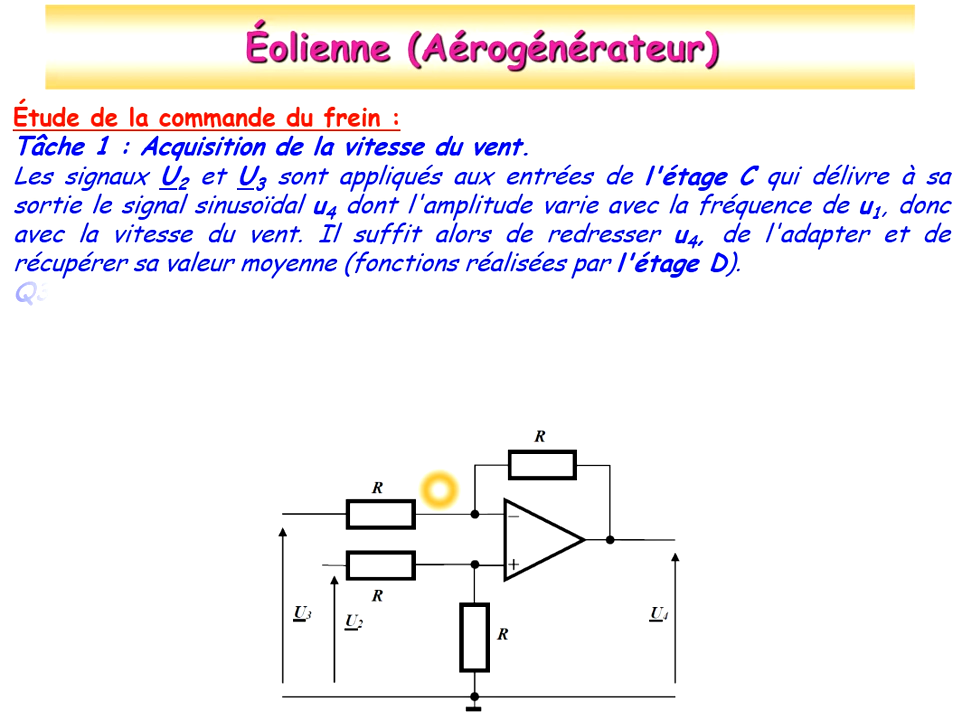 Éolienne (Aérogénérateur)
Étude de la commande du frein :
Tâche 1 : Acquisition de la vitesse du vent.
Les signaux U2 et U3 sont appliqués aux entrées de l'étage C qui délivre à sa
sortie le signal sinusoïdal u4 dont l'amplitude varie avec la fréquence de u1, donc
avec la vitesse du vent. Il suffit alors de redresser u4, de l'adapter et de
récupérer sa valeur moyenne (fonctions réalisées par l'étage D).
Q3
R
R
−
+
R
R
U3
U2
U4